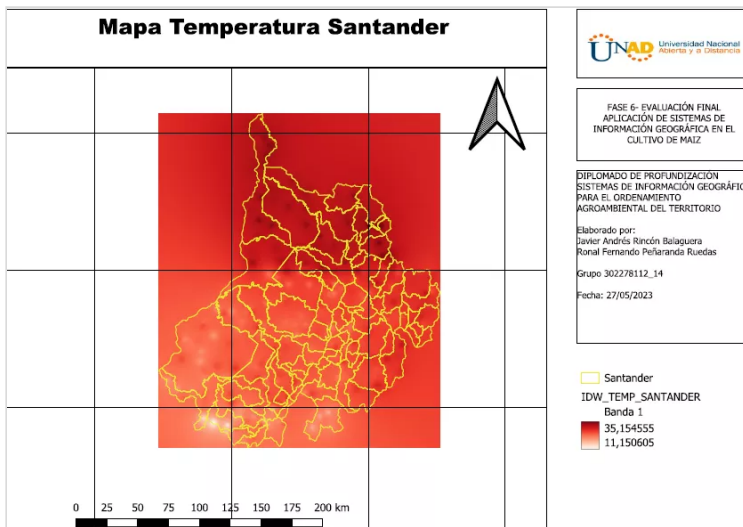 Mapa Temperatura Santander
UNAD Universidad Nacional
Abierta y a Distancia
FASE 6- EVALUACIÓN FINAL
APLICACIÓN DE SISTEMAS DE
INFORMACIÓN GEOGRÁFICA EN EL
CULTIVO DE MAIZ
DIPLOMADO DE PROFUNDIZACIÓN
SISTEMAS DE INFORMACIÓN GEOGRÁFIC
PARA EL ORDENAMIENTO
AGROAMBIENTAL DEL TERRITORIO
Elaborado por:
Javier Andrés Rincón Balaguera
Ronal Fernando Peñaranda Ruedas
Grupo 302278112_14
Fecha: 27/05/2023
Santander
IDW_TEMP_SANTANDER
Banda 1
35,154555
11,150605
0 25 50 75 100 125 150 175 200 km